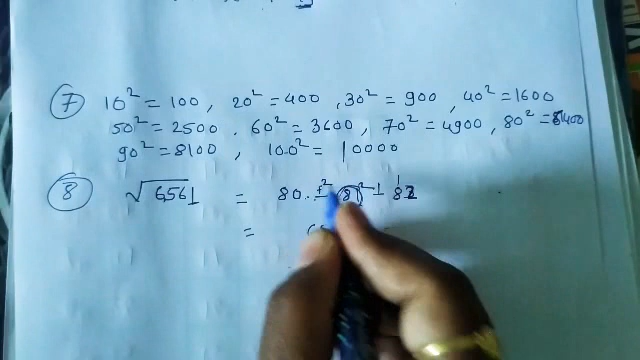 ⑦ 10² = 100, 20² = 400, 30² = 900, 40² = 1600
50² = 2500. 60² = 3600, 70² = 4900, 80² = 6400
90² = 8100, 100² = 10000
⑧ √6561 = 80.
=